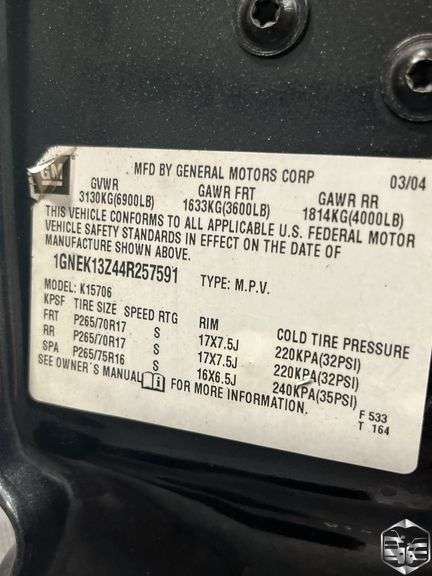 GM
MFD BY GENERAL MOTORS CORP 03/04
GVWR GAWR FRT GAWR RR
3130KG(6900LB) 1633KG(3600LB) 1814KG(4000LB)
THIS VEHICLE CONFORMS TO ALL APPLICABLE U.S. FEDERAL MOTOR
VEHICLE SAFETY STANDARDS IN EFFECT ON THE DATE OF
MANUFACTURE SHOWN ABOVE.
1GNEK13Z44R257591 TYPE: M.P.V.
MODEL: K15706
KPSF TIRE SIZE SPEED RTG RIM COLD TIRE PRESSURE
FRT P265/70R17 S 17X7.5J 220KPA(32PSI)
RR P265/70R17 S 17X7.5J 220KPA(32PSI)
SPA P265/75R16 S 16X6.5J 240KPA(35PSI)
SEE OWNER'S MANUAL FOR MORE INFORMATION.
F 533
T 164